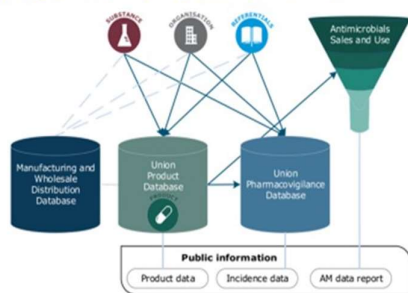 SUBSTANCE
ORGANISATION
REFERENTIALS
Antimicrobials
Sales and Use
Manufacturing and
Wholesale
Distribution
Database
Union
Product
Database
PRODUCT
Union
Pharmacovigilance
Database
Public information
Product data
Incidence data
AM data report